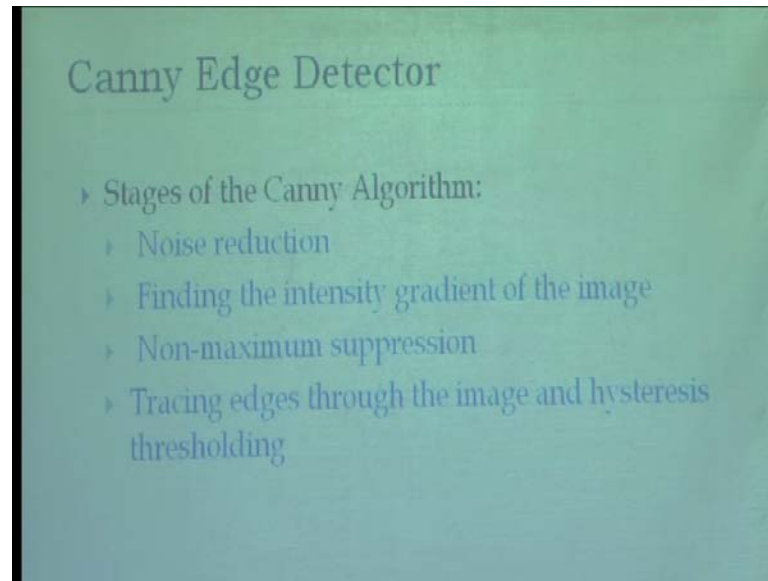 Canny Edge Detector
Stages of the Canny Algorithm:
Noise reduction
Finding the intensity gradient of the image
Non-maximum suppression
Tracing edges through the image and hysteresis
thresholding